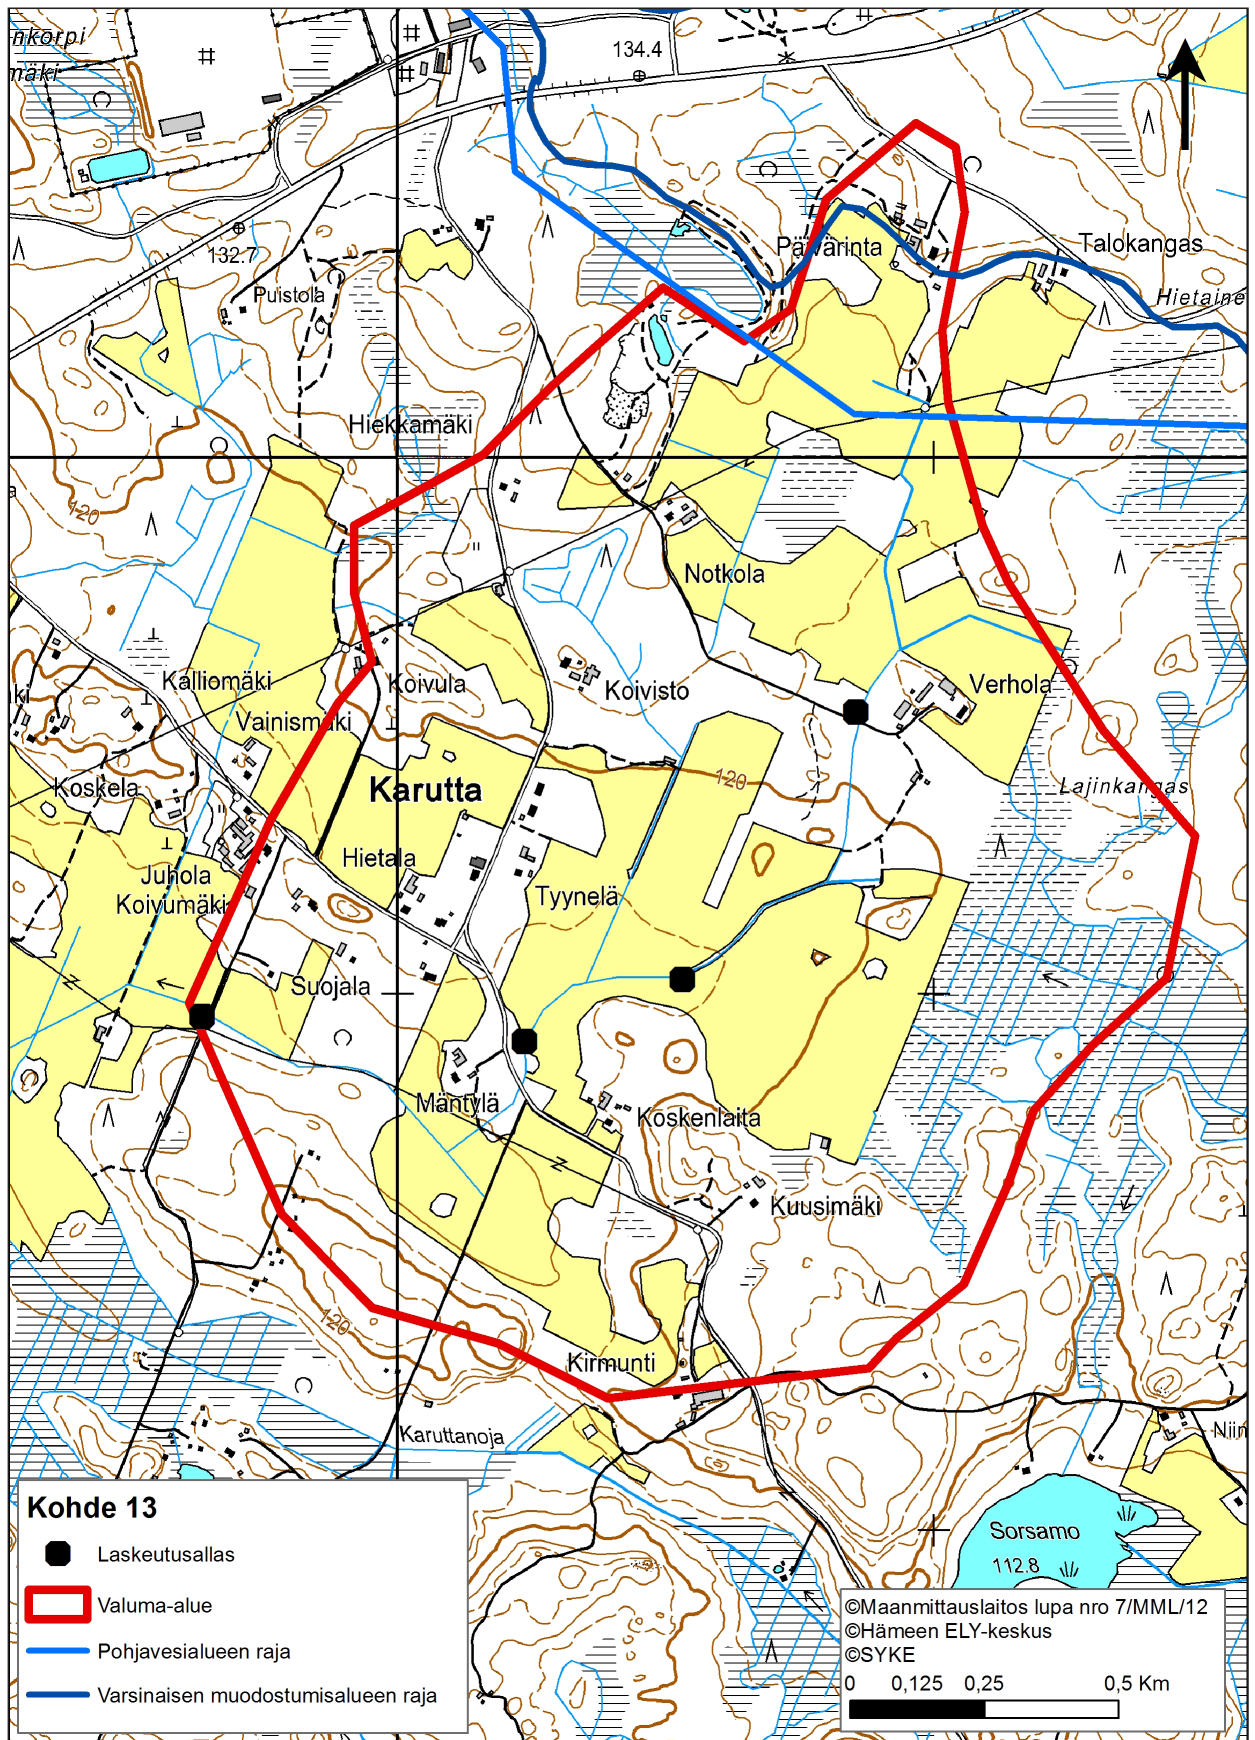 nkorpi
mäki
134.4
132.7
Puistola
Päivärinta
Talokangas
Hietaine
Hiekkamäki
120
Notkola
ki
Kalliomäki
Koivula
Koivisto
Verhola
Vainismäki
Koskela
Karutta
120
Lajinkangas
Hietala
Juhola
Koivumäki
Tyynelä
Suojala
Mäntylä
Koskenlaita
Kuusimäki
120
Kirmunti
Karuttanoja
Niin
Sorsamo
112.8
Kohde 13
Laskeutusallas
Valuma-alue
Pohjavesialueen raja
Varsinaisen muodostumisalueen raja
©Maanmittauslaitos lupa nro 7/MML/12
©Hämeen ELY-keskus
©SYKE
0 0,125 0,25 0,5 Km